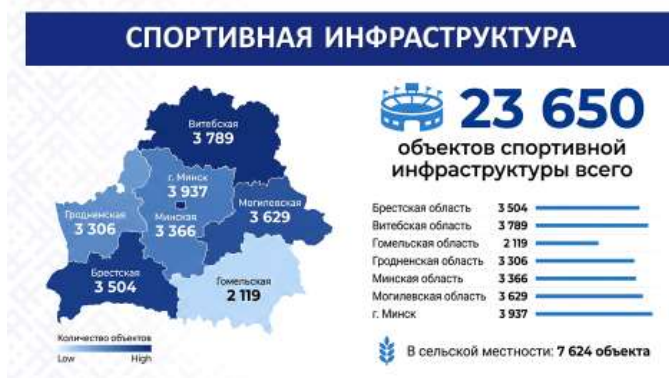 СПОРТИВНАЯ ИНФРАСТРУКТУРА
Витебская
3 789
г. Минск
3 937
Могилевская
3 629
Гродненская
3 306
Минская
3 366
Брестская
3 504
Гомельская
2 119
Количество объектов
Low High
23 650
объектов спортивной
инфраструктуры всего
Брестская область 3 504
Витебская область 3 789
Гомельская область 2 119
Гродненская область 3 306
Минская область 3 366
Могилевская область 3 629
г. Минск 3 937
В сельской местности: 7 624 объекта